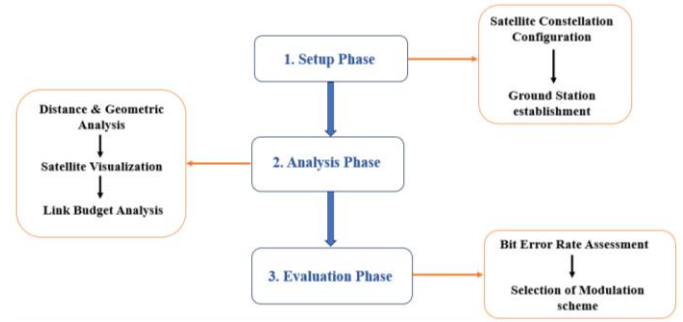 1. Setup Phase
Satellite Constellation
Configuration
Ground Station
establishment
2. Analysis Phase
Distance & Geometric
Analysis
Satellite Visualization
Link Budget Analysis
3. Evaluation Phase
Bit Error Rate Assessment
Selection of Modulation
scheme